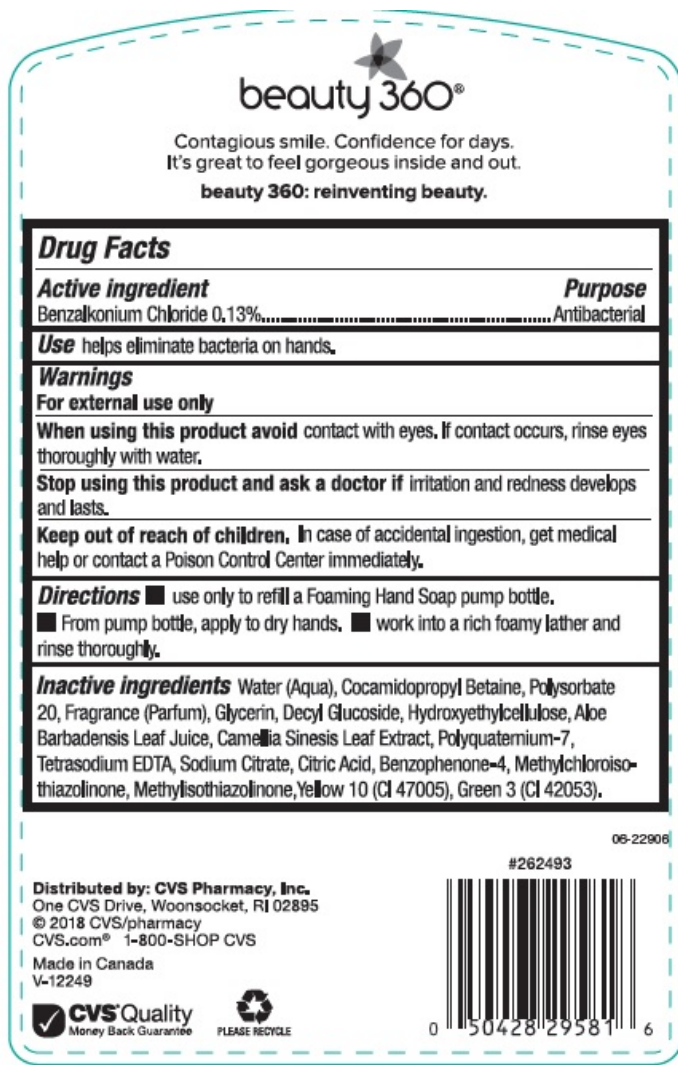 beauty 360®
Contagious smile. Confidence for days.
It's great to feel gorgeous inside and out.
beauty 360: reinventing beauty.
Drug Facts
Active ingredient Purpose
Benzalkonium Chloride 0.13%..........................................................Antibacterial
Use helps eliminate bacteria on hands.
Warnings
For external use only
When using this product avoid contact with eyes. If contact occurs, rinse eyes
thoroughly with water.
Stop using this product and ask a doctor if irritation and redness develops
and lasts.
Keep out of reach of children. In case of accidental ingestion, get medical
help or contact a Poison Control Center immediately.
Directions ■ use only to refill a Foaming Hand Soap pump bottle.
■ From pump bottle, apply to dry hands. ■ work into a rich foamy lather and
rinse thoroughly.
Inactive ingredients Water (Aqua), Cocamidopropyl Betaine, Polysorbate
20, Fragrance (Parfum), Glycerin, Decyl Glucoside, Hydroxyethylcellulose, Aloe
Barbadensis Leaf Juice, Camellia Sinesis Leaf Extract, Polyquaternium-7,
Tetrasodium EDTA, Sodium Citrate, Citric Acid, Benzophenone-4, Methylchloroiso-
thiazolinone, Methylisothiazolinone,Yellow 10 (CI 47005), Green 3 (CI 42053).
06-22906
#262493
Distributed by: CVS Pharmacy, Inc.
One CVS Drive, Woonsocket, RI 02895
© 2018 CVS/pharmacy
CVS.com® 1-800-SHOP CVS
Made in Canada
V-12249
CVS® Quality
Money Back Guarantee
PLEASE RECYCLE
0 50428 29581 6